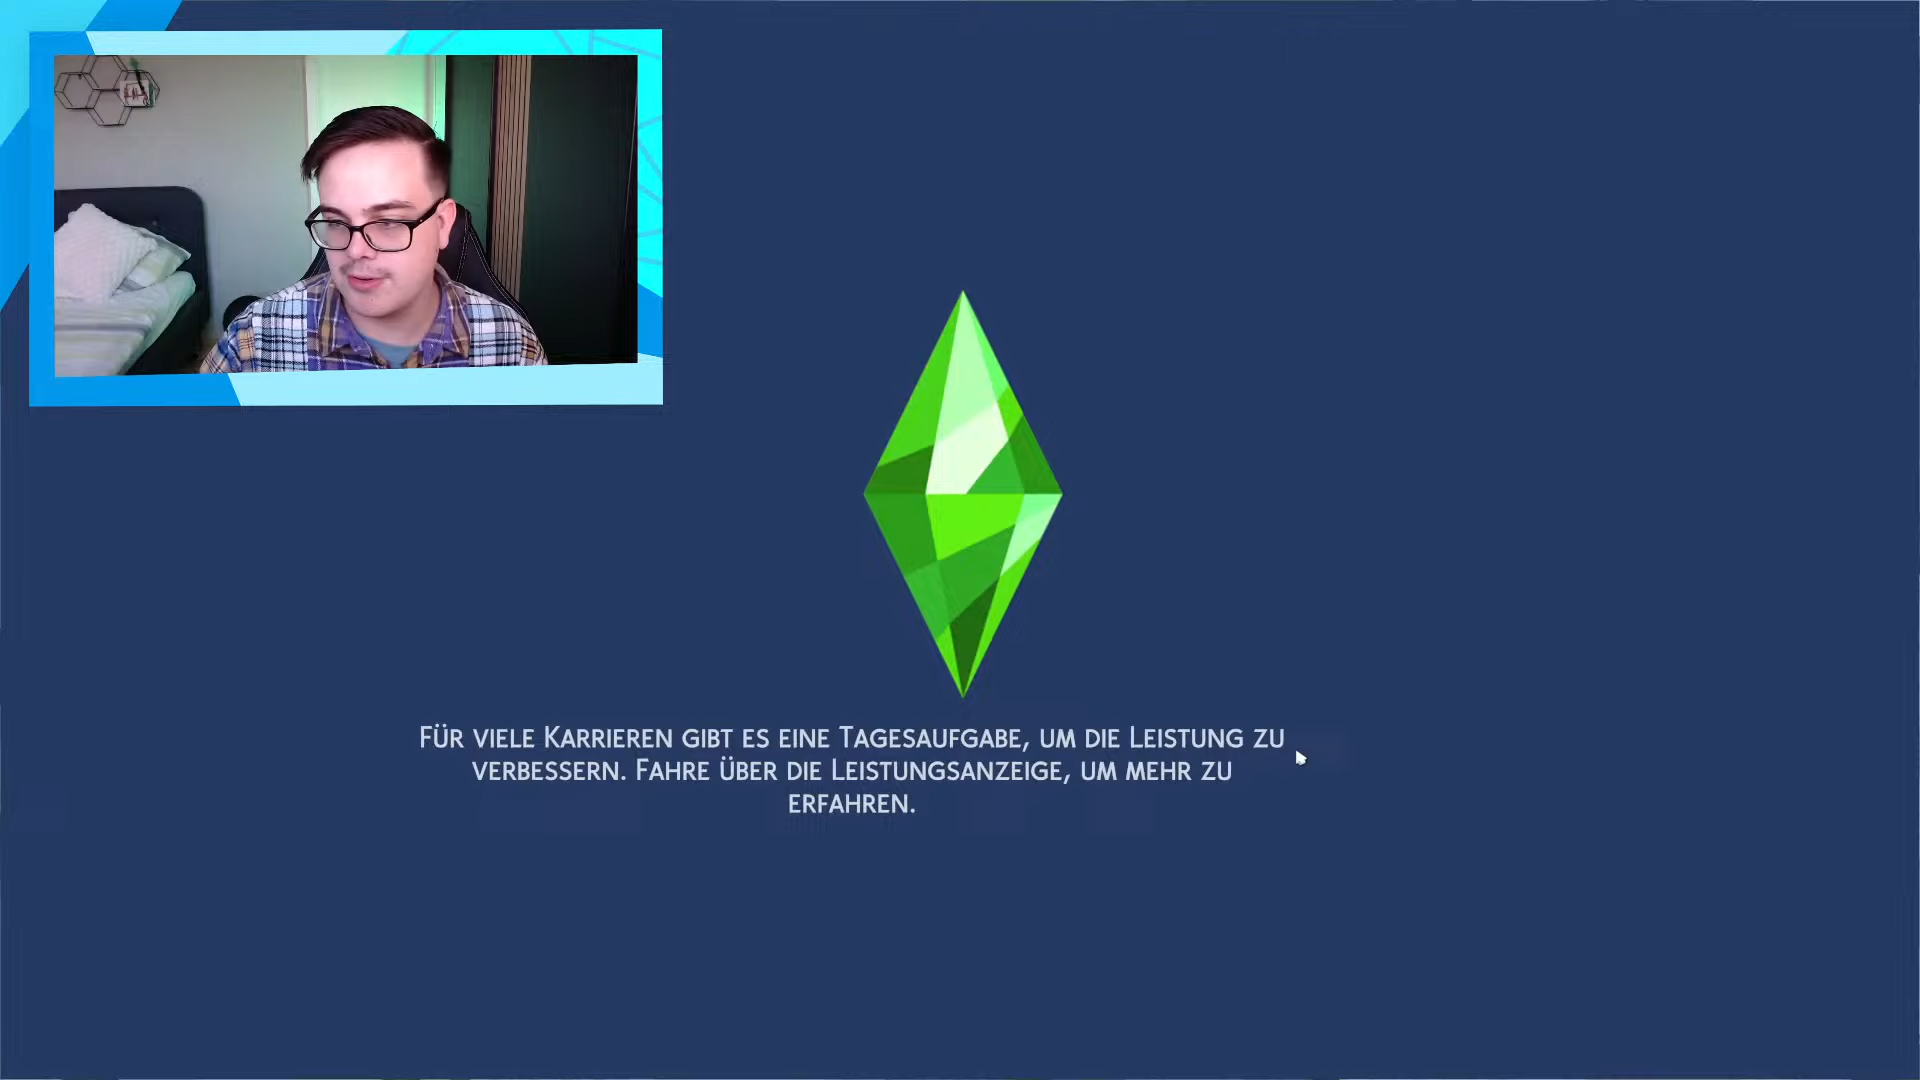 Für viele Karrieren gibt es eine Tagesaufgabe, um die Leistung zu
verbessern. Fahre über die Leistungsanzeige, um mehr zu
erfahren.